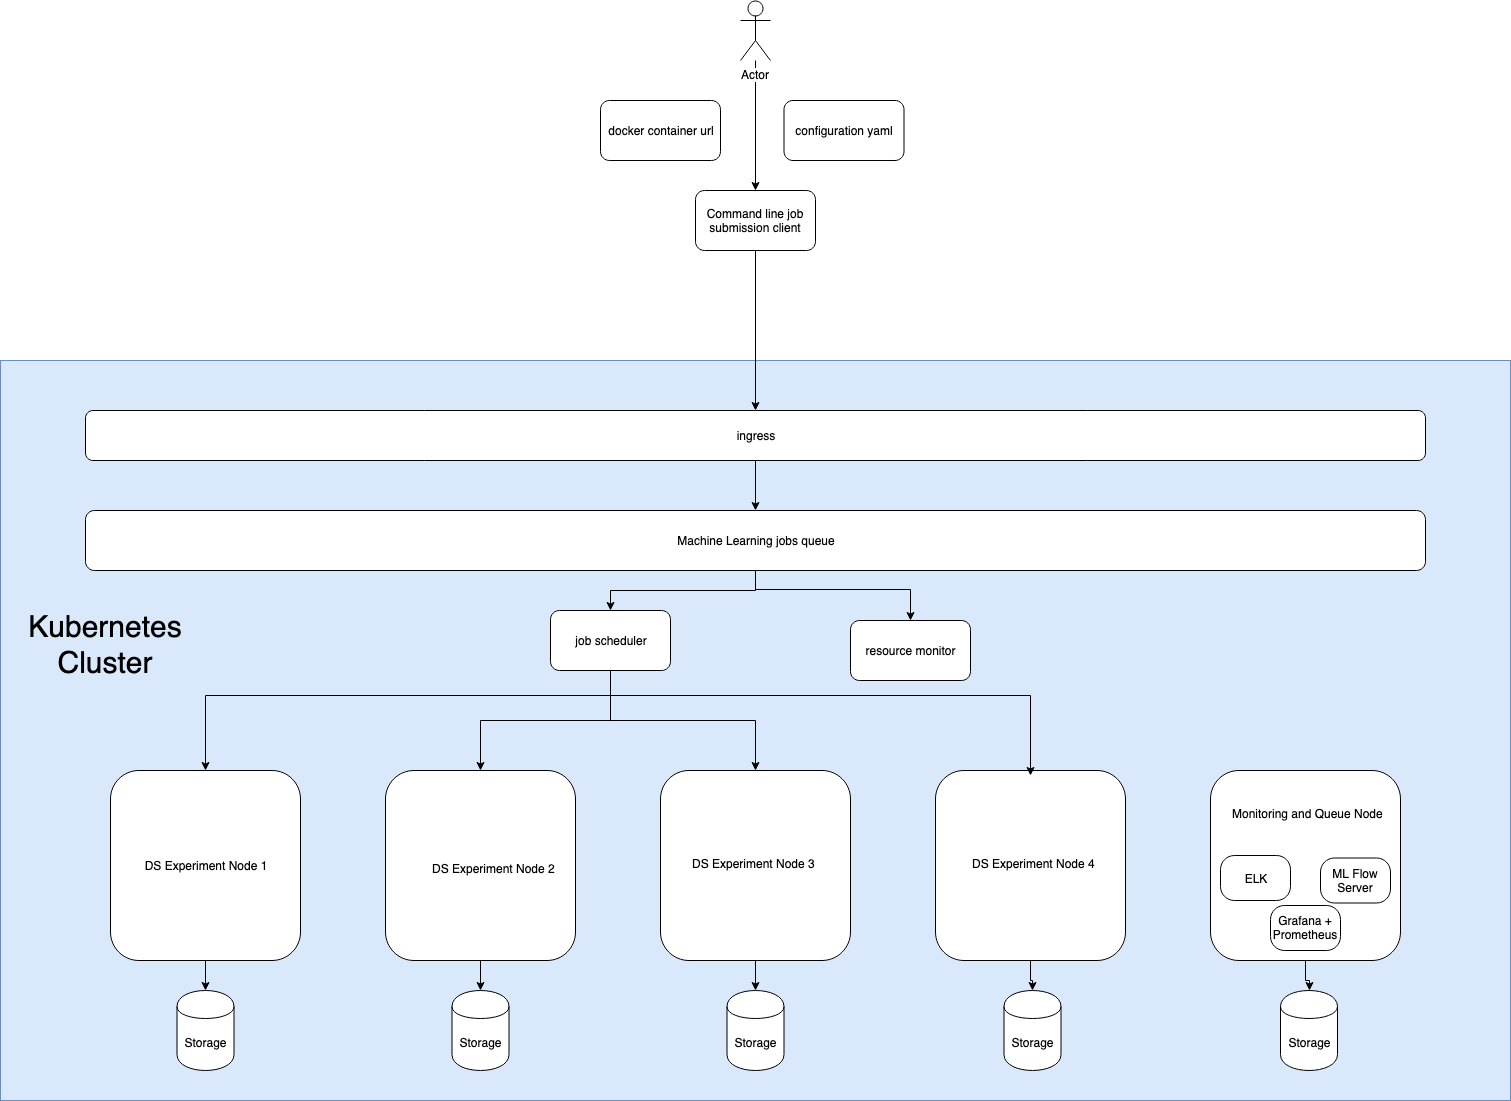 Actor
docker container url
configuration yaml
Command line job
submission client
ingress
Machine Learning jobs queue
Kubernetes
Cluster
job scheduler
resource monitor
DS Experiment Node 1
DS Experiment Node 2
DS Experiment Node 3
DS Experiment Node 4
Monitoring and Queue Node
ELK
ML Flow
Server
Grafana +
Prometheus
Storage
Storage
Storage
Storage
Storage